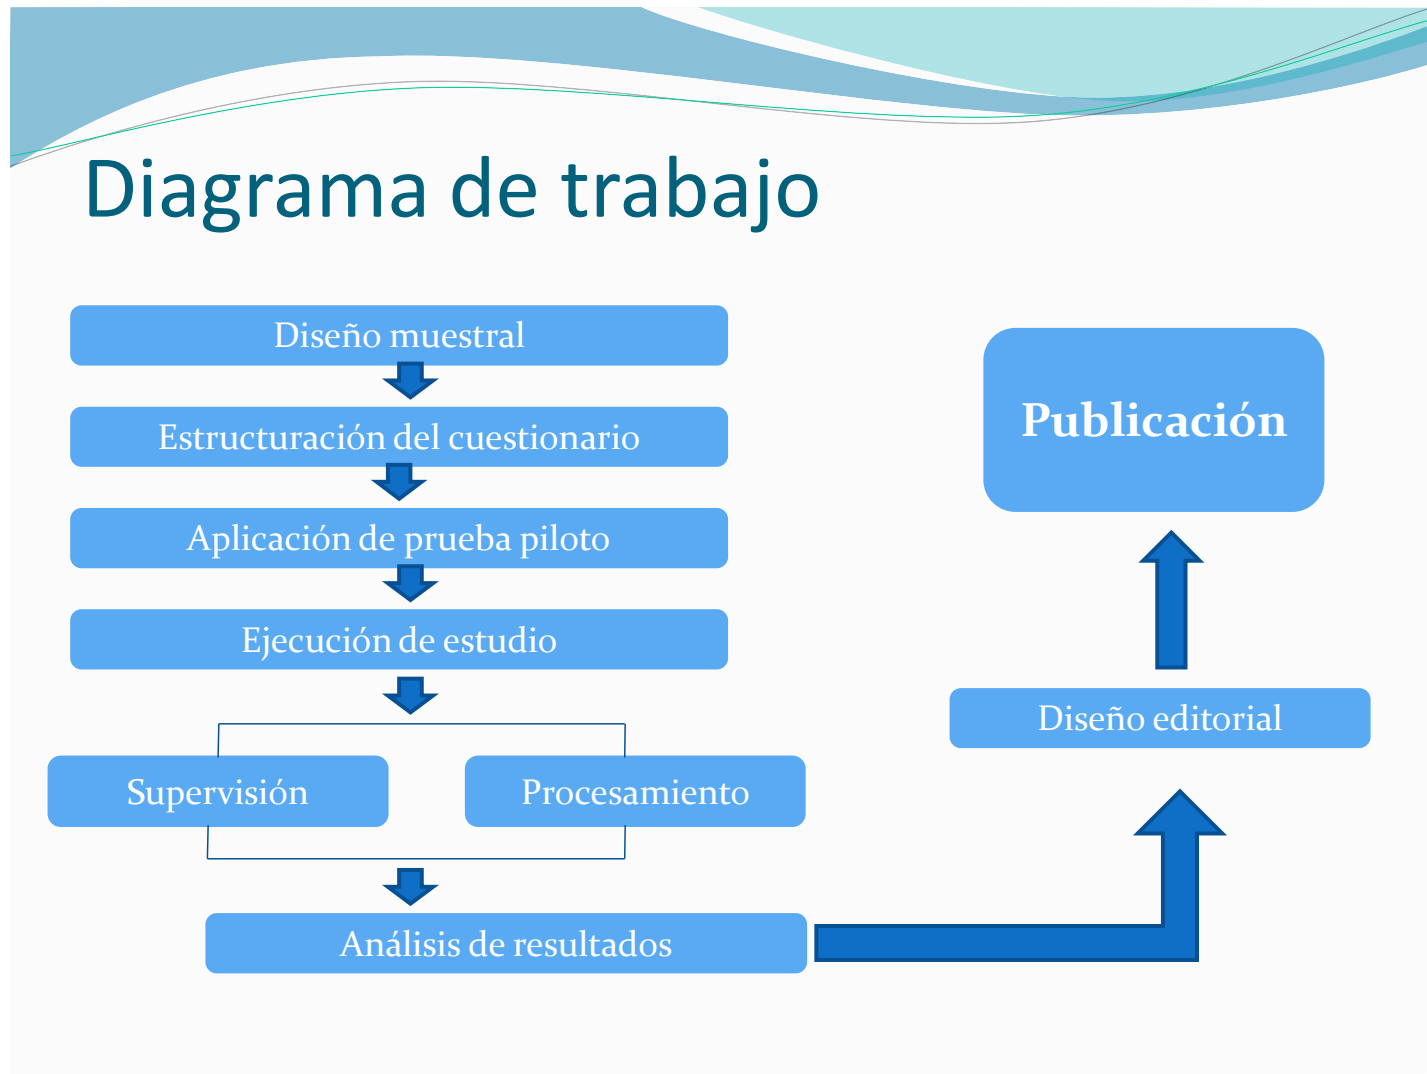 Diagrama de trabajo
Diseño muestral
Estructuración del cuestionario
Aplicación de prueba piloto
Ejecución de estudio
Supervisión
Procesamiento
Análisis de resultados
Diseño editorial
Publicación